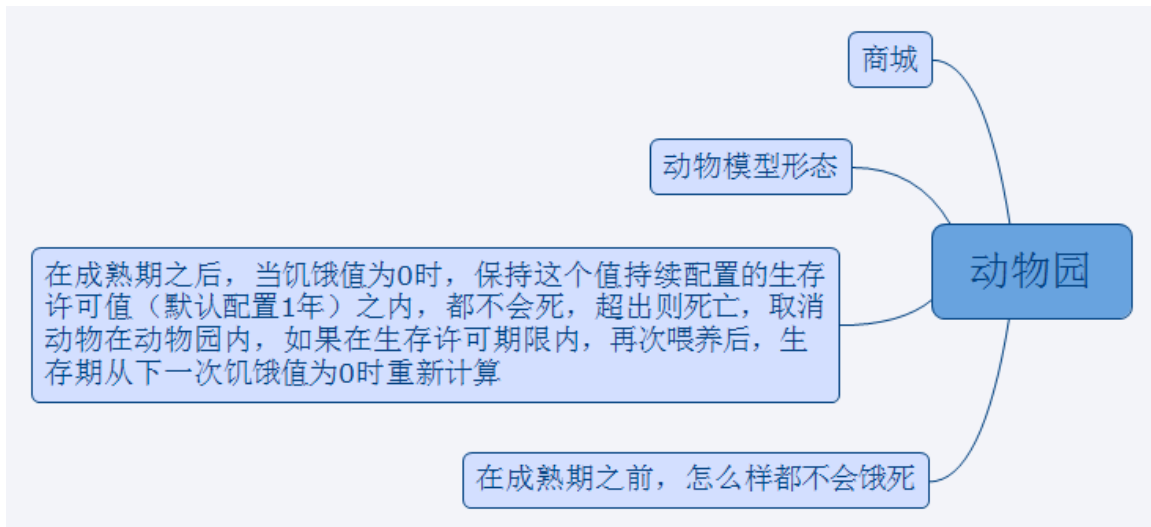 商城
动物模型形态
动物园
在成熟期之后，当饥饿值为0时，保持这个值持续配置的生存
许可值（默认配置1年）之内，都不会死，超出则死亡，取消
动物在动物园内，如果在生存许可期限内，再次喂养后，生
存期从下一次饥饿值为0时重新计算
在成熟期之前，怎么样都不会饿死